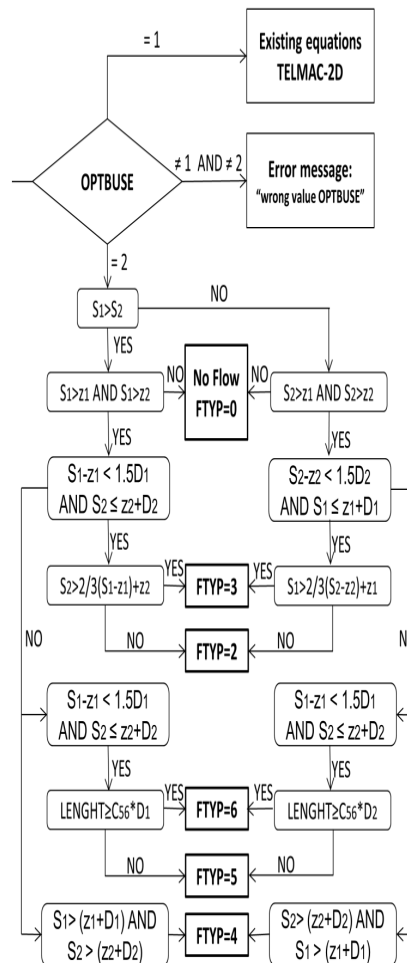 = 1
Existing equations
TELMAC-2D
OPTBUSE
≠ 1 AND ≠ 2
Error message:
“wrong value OPTBUSE”
= 2
S1>S2
NO
YES
S1>z1 AND S1>z2
NO
No Flow
FTYP=0
NO
S2>z1 AND S2>z2
YES
YES
S1-z1 < 1.5D1
AND S2 ≤ z2+D2
S2-z2 < 1.5D2
AND S1 ≤ z1+D1
YES
YES
S2>2/3(S1-z1)+z2
YES
FTYP=3
YES
S1>2/3(S2-z2)+z1
NO
NO
FTYP=2
NO
S1-z1 < 1.5D1
AND S2 ≤ z2+D2
S1-z1 < 1.5D1
AND S2 ≤ z2+D2
YES
YES
LENGHT≥C56*D1
YES
FTYP=6
YES
LENGHT≥C56*D2
NO
FTYP=5
NO
S1> (z1+D1) AND
S2 > (z2+D2)
FTYP=4
S2> (z2+D2) AND
S1 > (z1+D1)